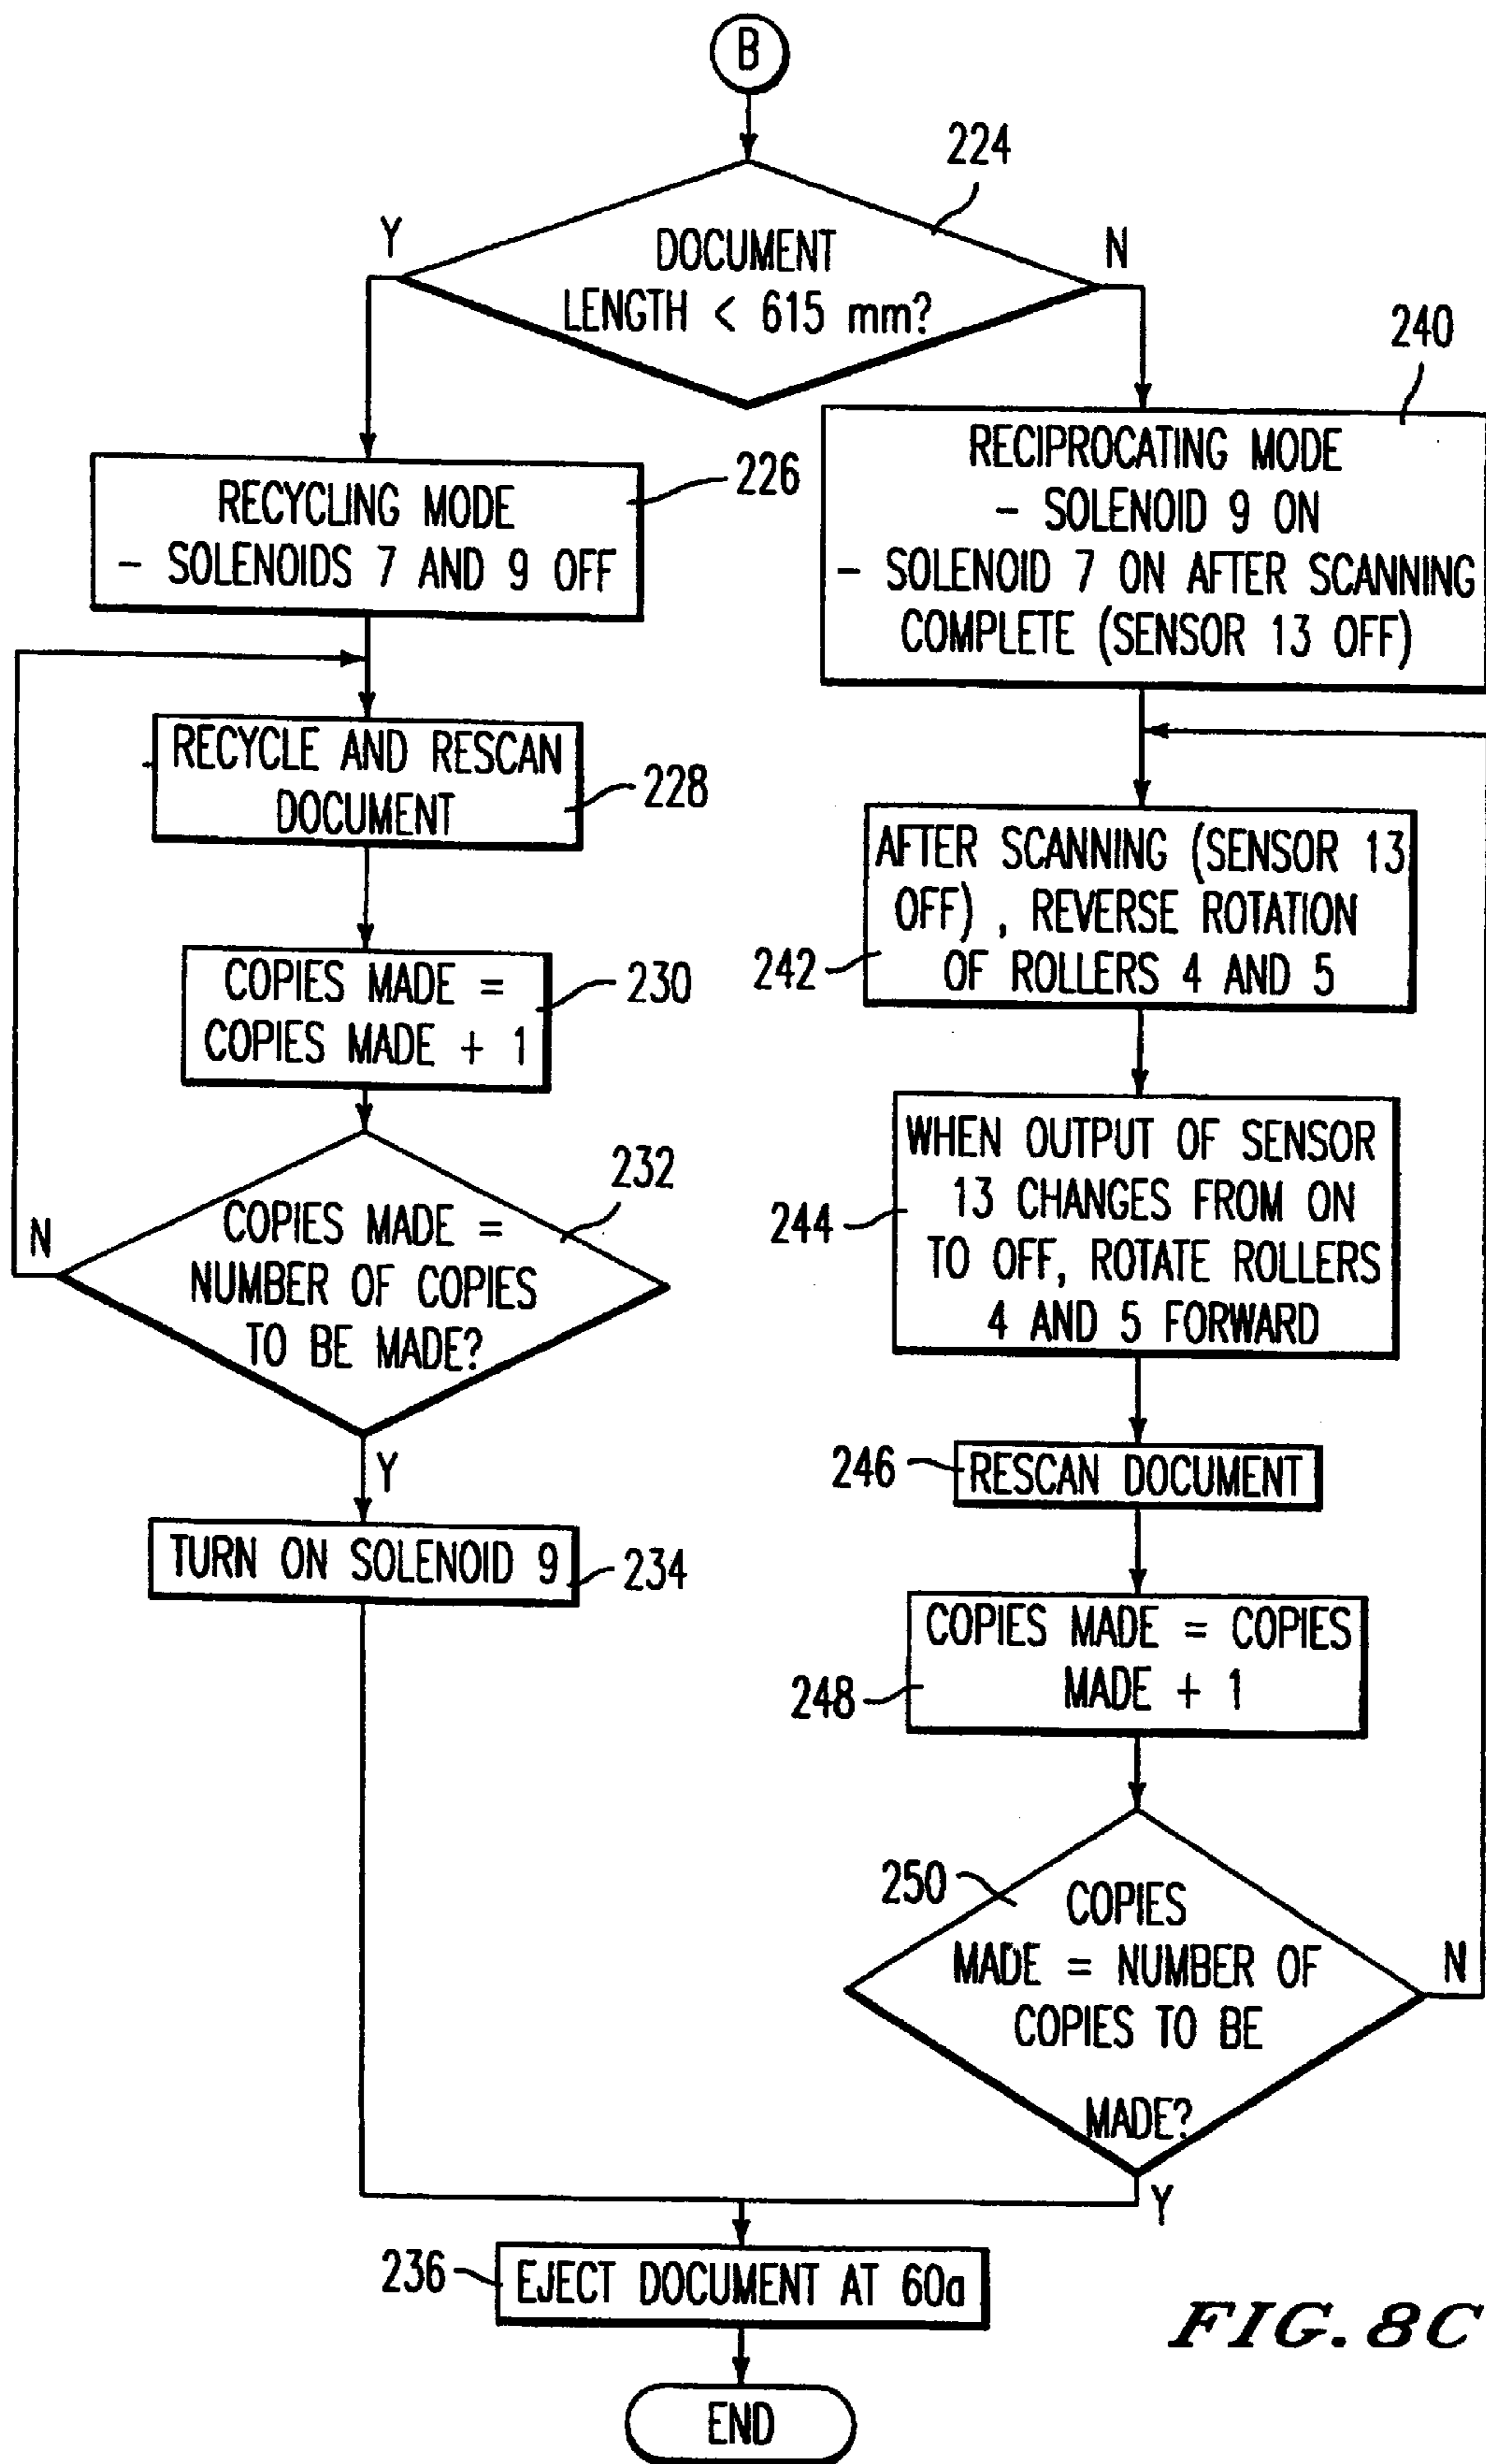 B
224
Y
DOCUMENT
LENGTH < 615 mm?
N
240
RECYCLING MODE
- SOLENOIDS 7 AND 9 OFF
226
RECIPROCATING MODE
- SOLENOID 9 ON
- SOLENOID 7 ON AFTER SCANNING
COMPLETE (SENSOR 13 OFF)
RECYCLE AND RESCAN
DOCUMENT
228
COPIES MADE =
COPIES MADE + 1
230
232
N
COPIES MADE =
NUMBER OF COPIES
TO BE MADE?
Y
TURN ON SOLENOID 9
234
AFTER SCANNING (SENSOR 13
OFF) , REVERSE ROTATION
OF ROLLERS 4 AND 5
242
WHEN OUTPUT OF SENSOR
13 CHANGES FROM ON
TO OFF, ROTATE ROLLERS
4 AND 5 FORWARD
244
246
RESCAN DOCUMENT
COPIES MADE = COPIES
MADE + 1
248
250
COPIES
MADE = NUMBER OF
COPIES TO BE
MADE?
N
Y
236
EJECT DOCUMENT AT 60a
END
FIG. 8C